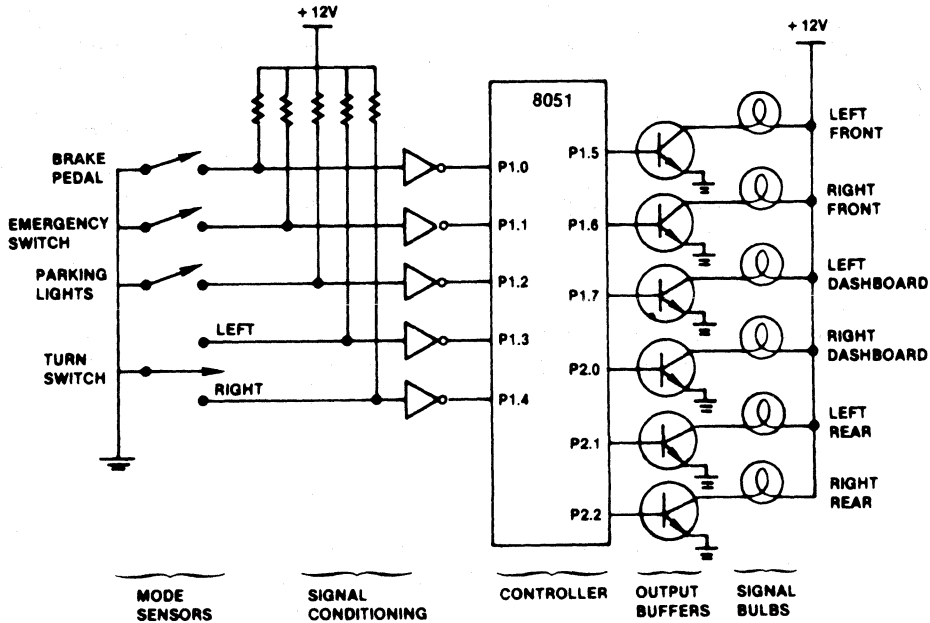 + 12V
+ 12V
8051
BRAKE
PEDAL
EMERGENCY
SWITCH
PARKING
LIGHTS
LEFT
TURN
SWITCH
RIGHT
P1.0
P1.1
P1.2
P1.3
P1.4
P1.5
P1.6
P1.7
P2.0
P2.1
P2.2
LEFT
FRONT
RIGHT
FRONT
LEFT
DASHBOARD
RIGHT
DASHBOARD
LEFT
REAR
RIGHT
REAR
MODE
SENSORS
SIGNAL
CONDITIONING
CONTROLLER
OUTPUT
BUFFERS
SIGNAL
BULBS